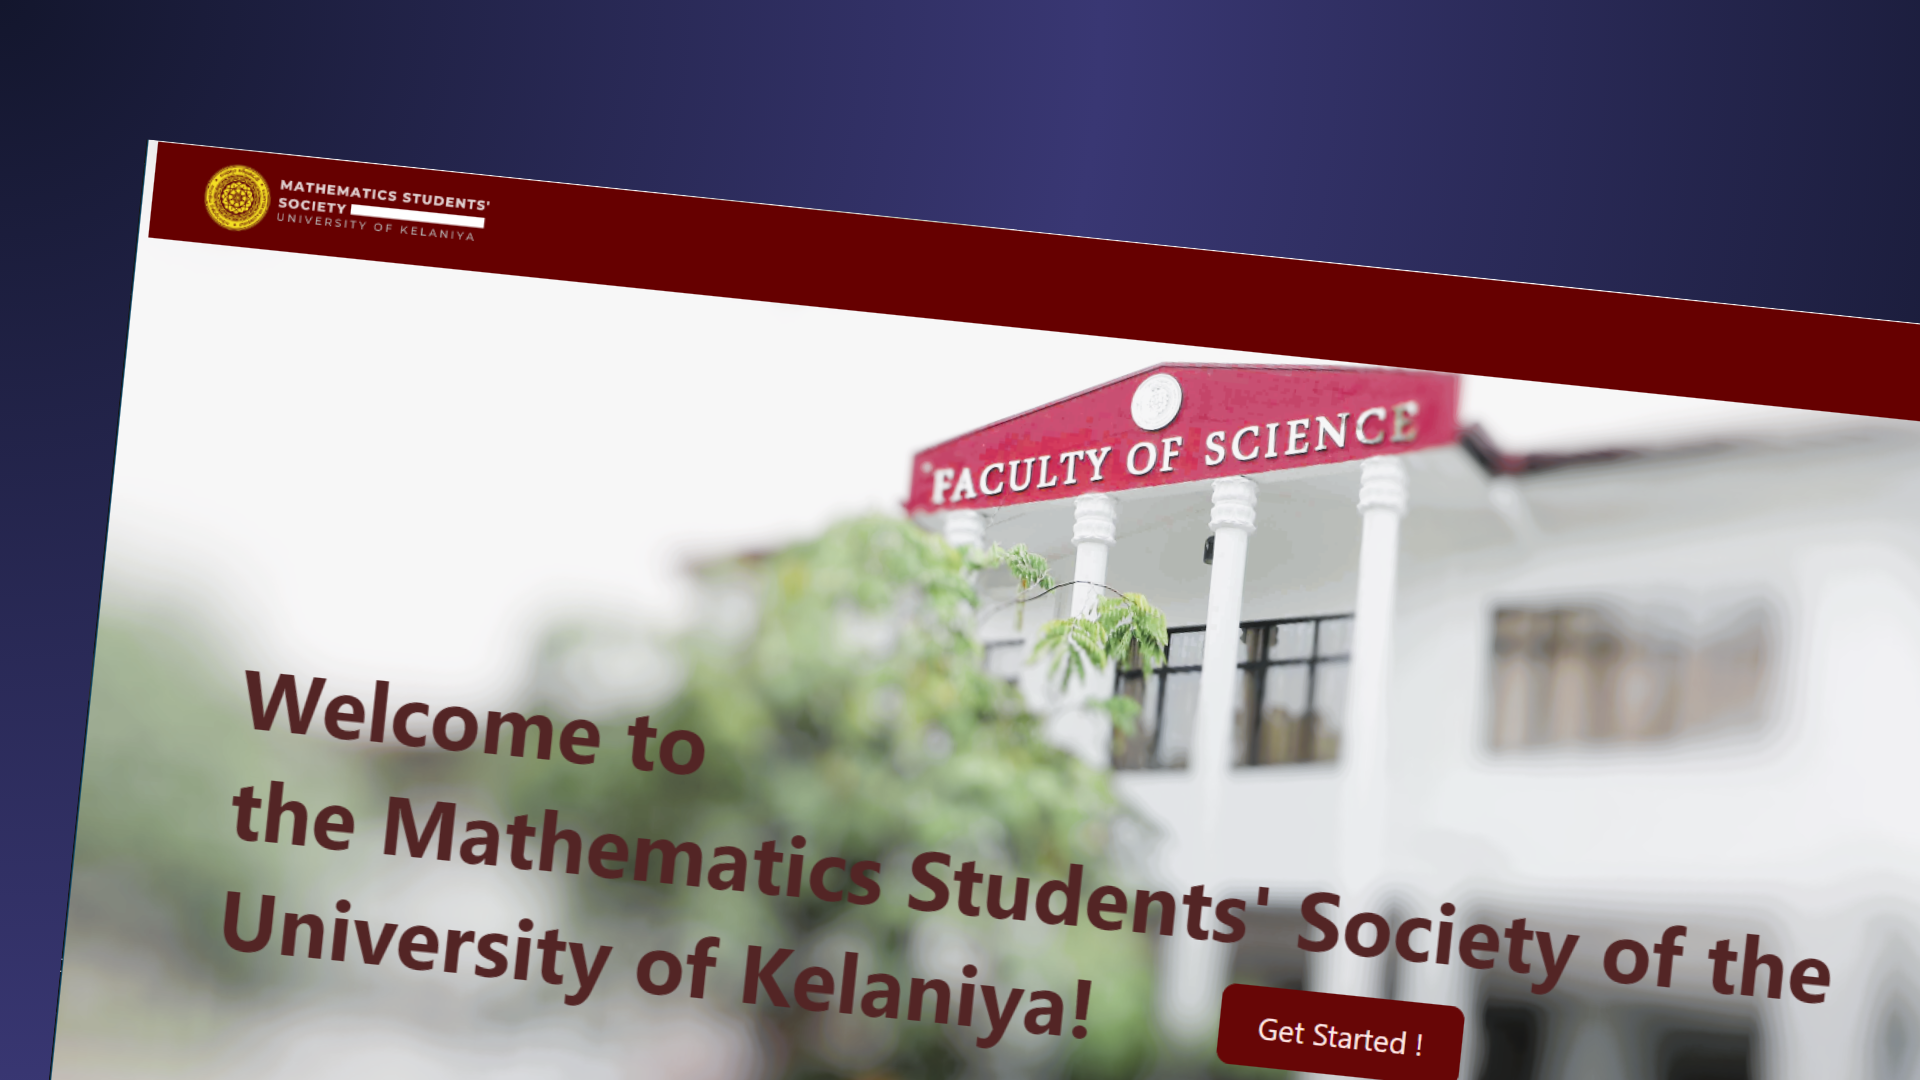 MATHEMATICS STUDENTS'
SOCIETY
UNIVERSITY OF KELANIYA
FACULTY OF SCIENCE
Welcome to
the Mathematics Students' Society of the
University of Kelaniya!
Get Started !